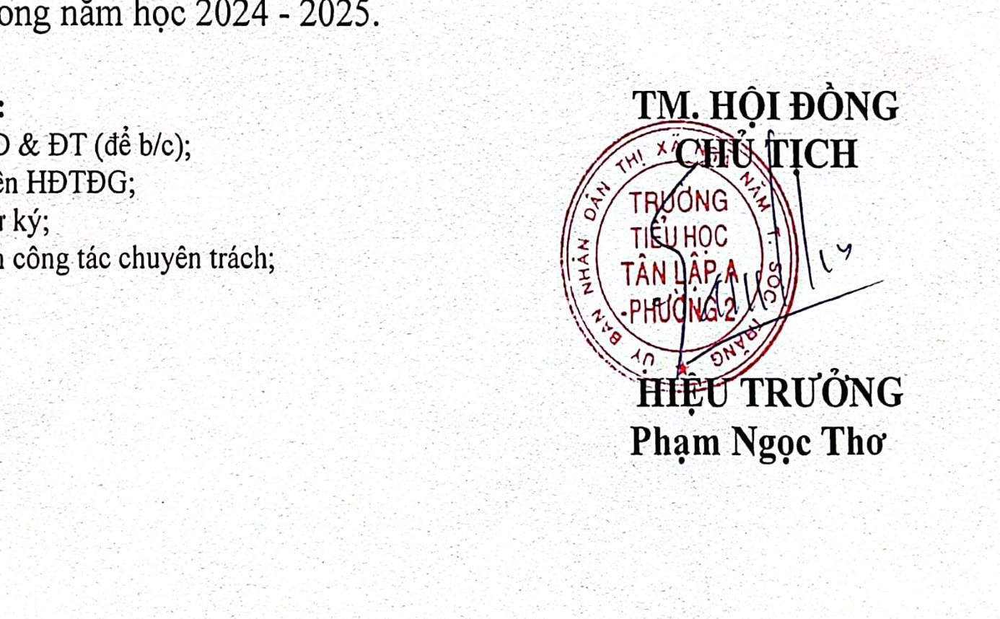 ong năm học 2024 - 2025.
:
& ĐT (để b/c);
ên HĐTĐG;
ký;
công tác chuyên trách;
TM. HỘI ĐỒNG
CHỦ TỊCH
ỦY BAN NHÂN DÂN THỊ XÃ NGÃ NĂM T. SÓC TRĂNG
TRƯỜNG
TIỂU HỌC
TÂN LẬP A
-PHƯỜNG 2
HIỆU TRƯỞNG
Phạm Ngọc Thơ